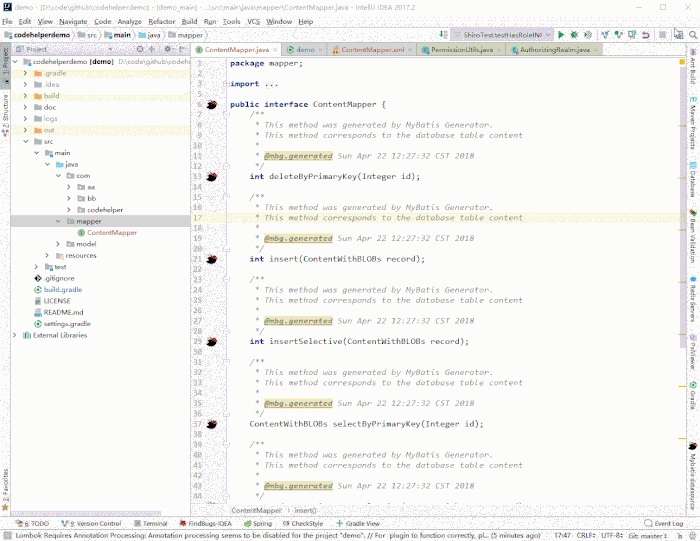 demo - [D:\code\github\codehelperdemo] - [demo_main] - ...\src\main\java\mapper\ContentMapper.java - IntelliJ IDEA 2017.2
File Edit View Navigate Code Analyze Refactor Build Run Tools VCS Window Help
codehelperdemo src main java mapper
ShiroTest.testHasRoleINI
Project
ContentMapper.java demo ContentMapper.xml PermissionUtils.java AuthorizingRealm.java
codehelperdemo [demo] D:\code\github\codeh
.gradle
.idea
build
doc
logs
out
src
main
java
com
aa
bb
codehelper
mapper
ContentMapper
model
resources
test
.gitignore
build.gradle
LICENSE
README.md
settings.gradle
External Libraries
1: Project
7: Structure
2: Favorites
1 package mapper;
2
3 import ...
5
6 public interface ContentMapper {
7 /**
8 * This method was generated by MyBatis Generator.
9 * This method corresponds to the database table content
10 *
11 * @mbg.generated Sun Apr 22 12:27:32 CST 2018
12 */
13 int deleteByPrimaryKey(Integer id);
14
15 /**
16 * This method was generated by MyBatis Generator.
17 * This method corresponds to the database table content
18 *
19 * @mbg.generated Sun Apr 22 12:27:32 CST 2018
20 */
21 int insert(ContentWithBLOBs record);
22
23 /**
24 * This method was generated by MyBatis Generator.
25 * This method corresponds to the database table content
26 *
27 * @mbg.generated Sun Apr 22 12:27:32 CST 2018
28 */
29 int insertSelective(ContentWithBLOBs record);
30
31 /**
32 * This method was generated by MyBatis Generator.
33 * This method corresponds to the database table content
34 *
35 * @mbg.generated Sun Apr 22 12:27:32 CST 2018
36 */
37 ContentWithBLOBs selectByPrimaryKey(Integer id);
38
39 /**
40 * This method was generated by MyBatis Generator.
41 * This method corresponds to the database table content
42 *
43 * @mbg.generated Sun Apr 22 12:27:32 CST 2018
44 */
ContentMapper insert()
Ant Build
Maven Projects
Database
Bean Validation
Redis Servers
PsiViewer
Gradle
Mybatis datasource
6: TODO 9: Version Control Terminal FindBugs-IDEA Spring CheckStyle Gradle View Event Log
Lombok Requires Annotation Processing: Annotation processing seems to be disabled for the project "demo". // For plugin to function correctly, pl... (5 minutes ago) 17:47 CRLF UTF-8 Git: master